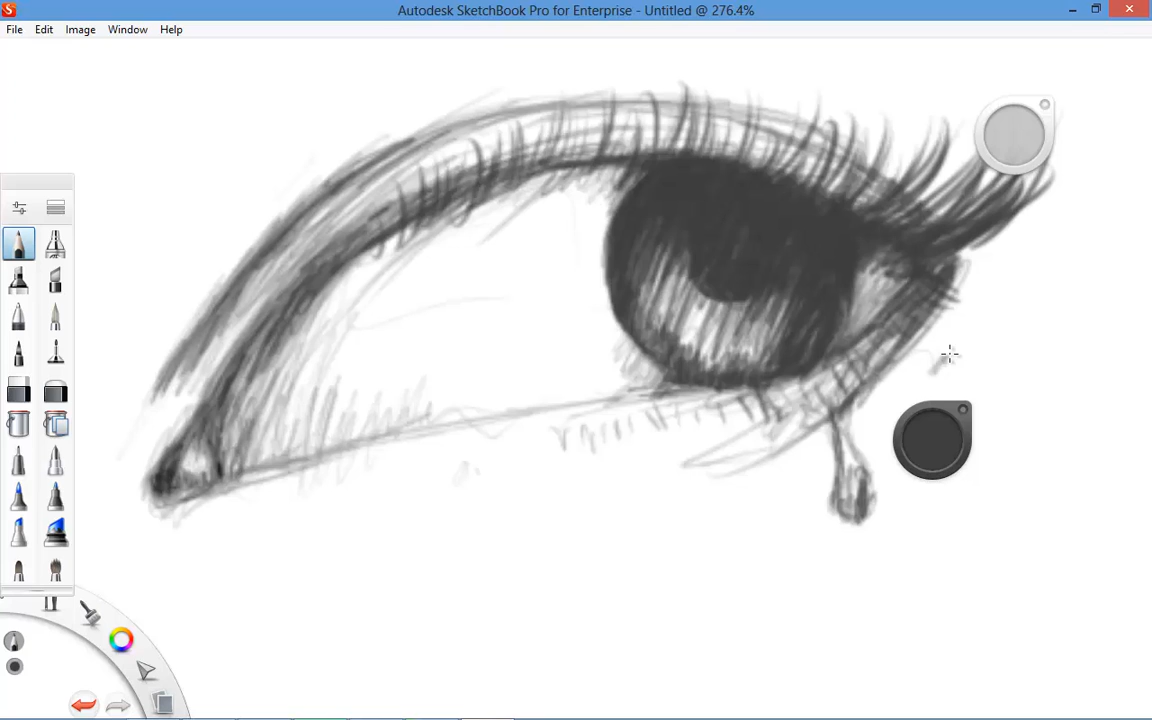 Autodesk SketchBook Pro for Enterprise - Untitled @ 276.4%
File Edit Image Window Help